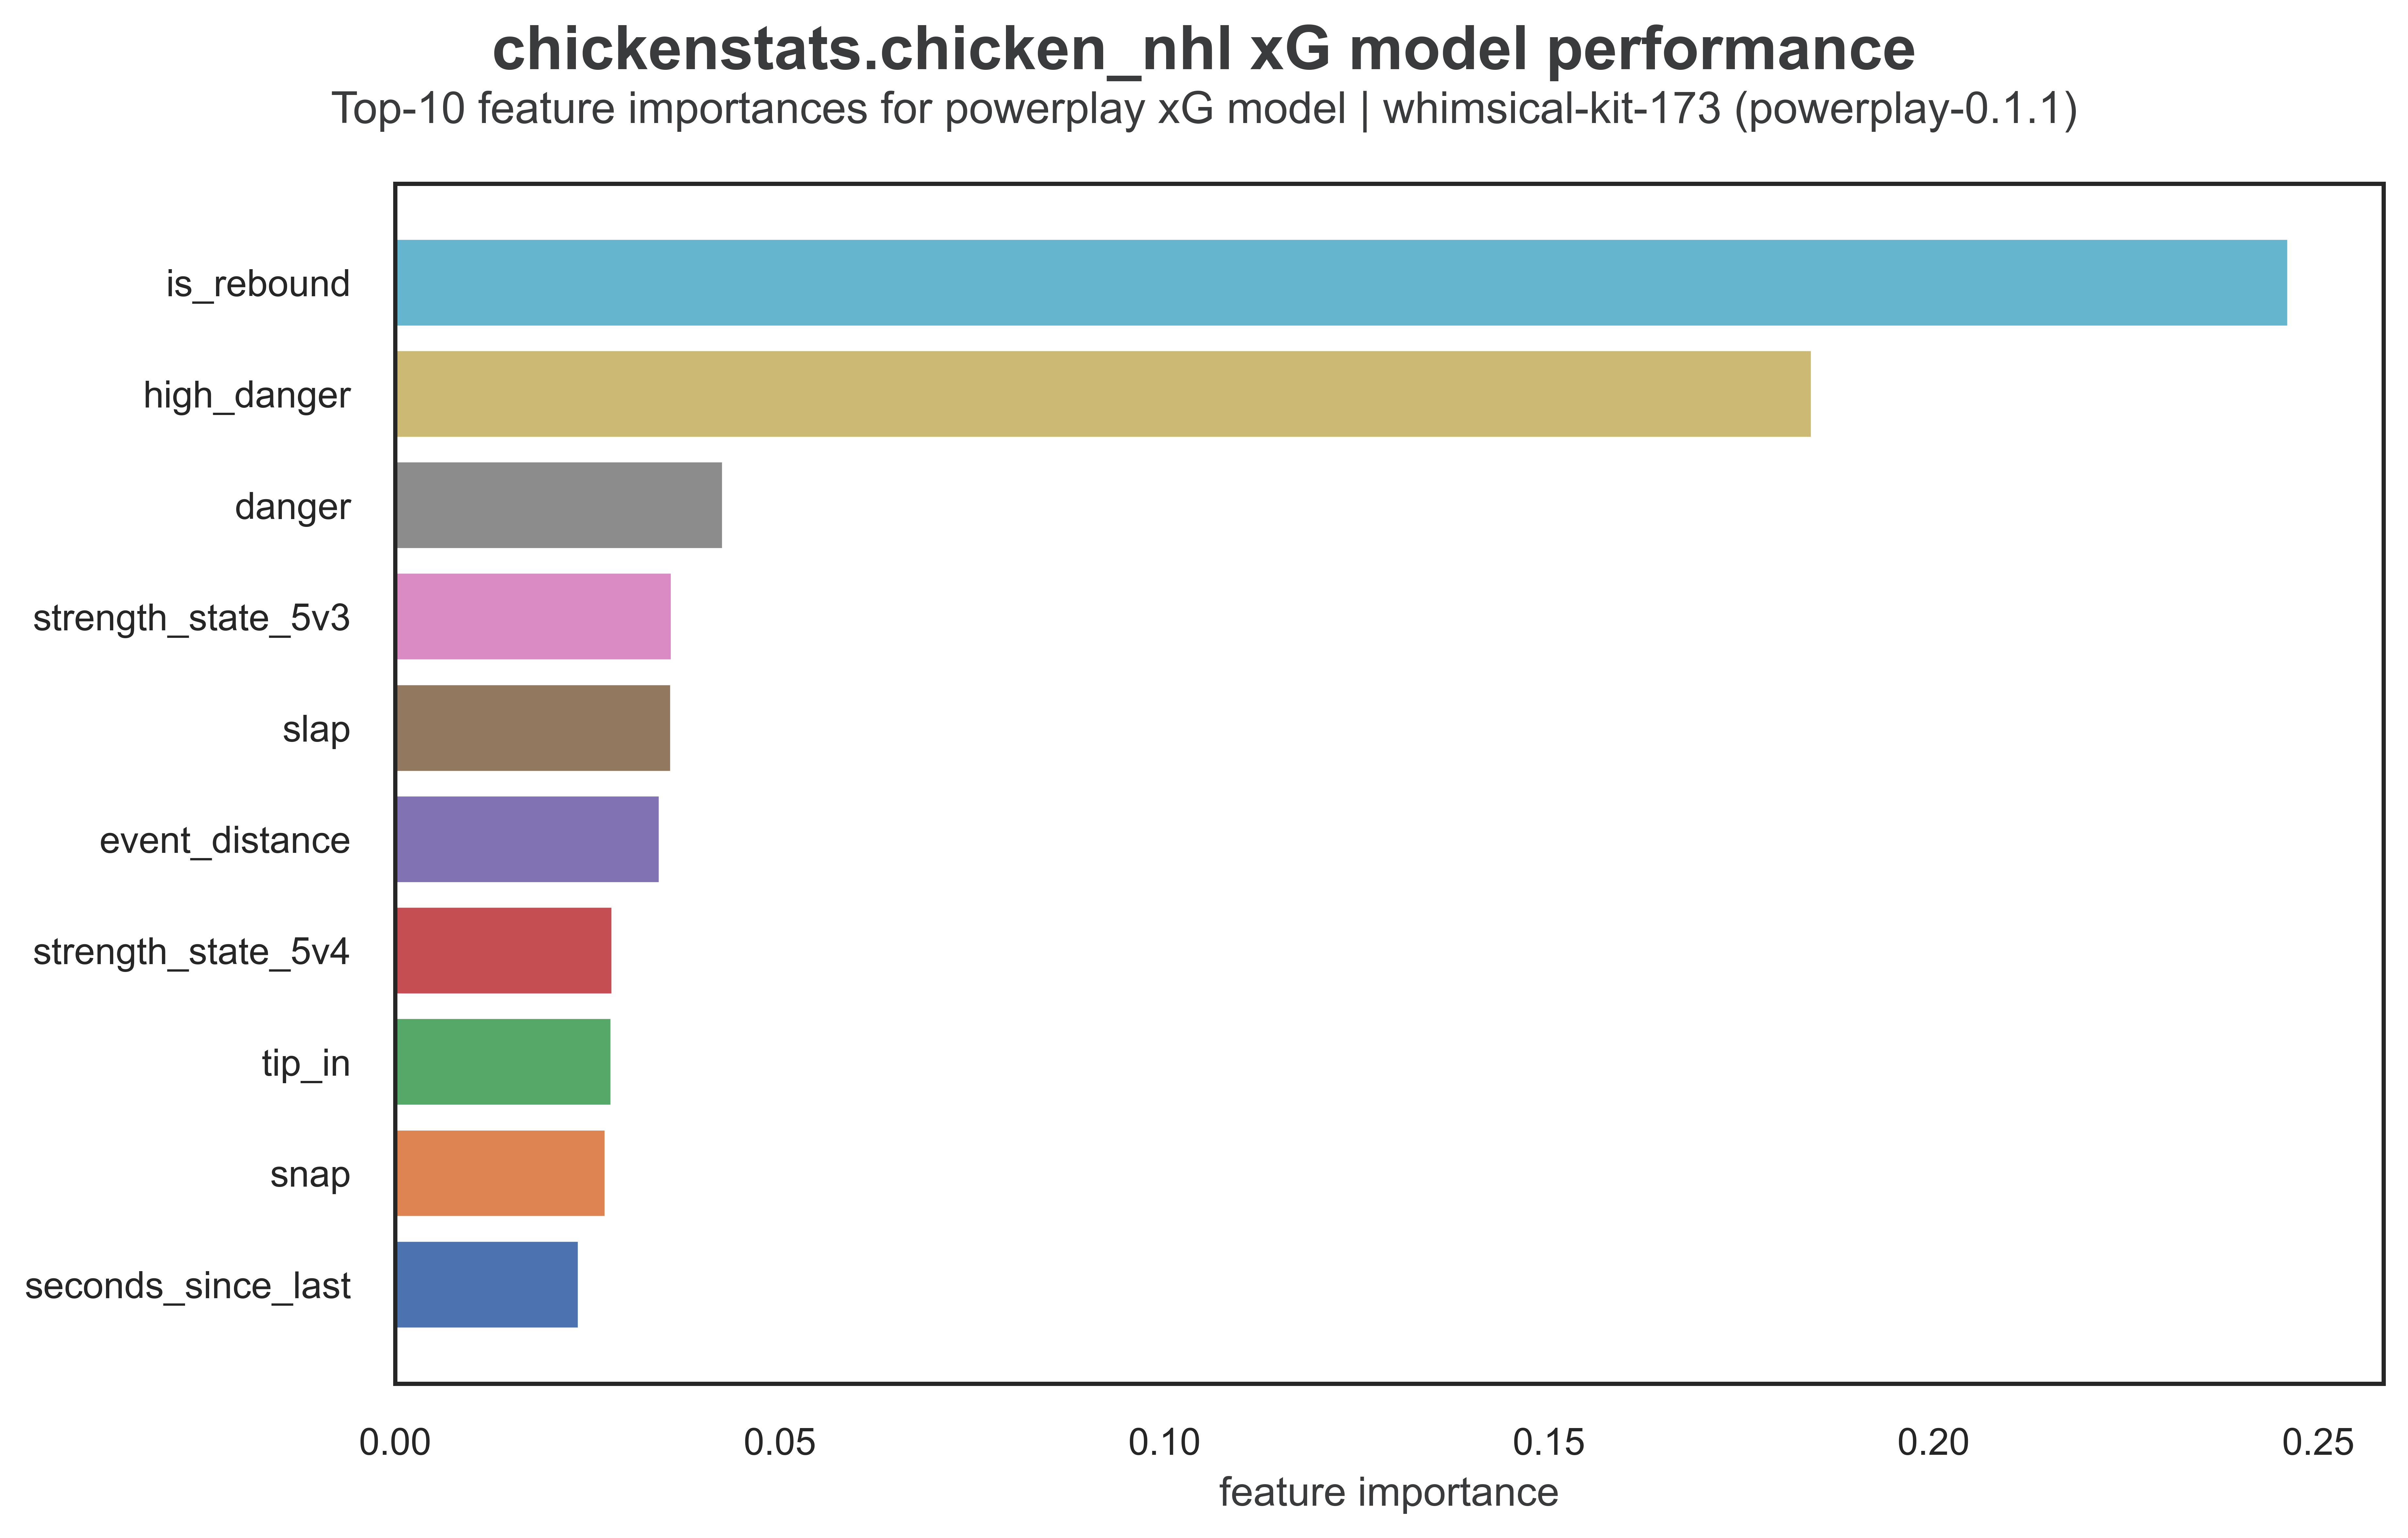 chickenstats.chicken_nhl xG model performance
Top-10 feature importances for powerplay xG model | whimsical-kit-173 (powerplay-0.1.1)
is_rebound
high_danger
danger
strength_state_5v3
slap
event_distance
strength_state_5v4
tip_in
snap
seconds_since_last
0.00 0.05 0.10 0.15 0.20 0.25
feature importance